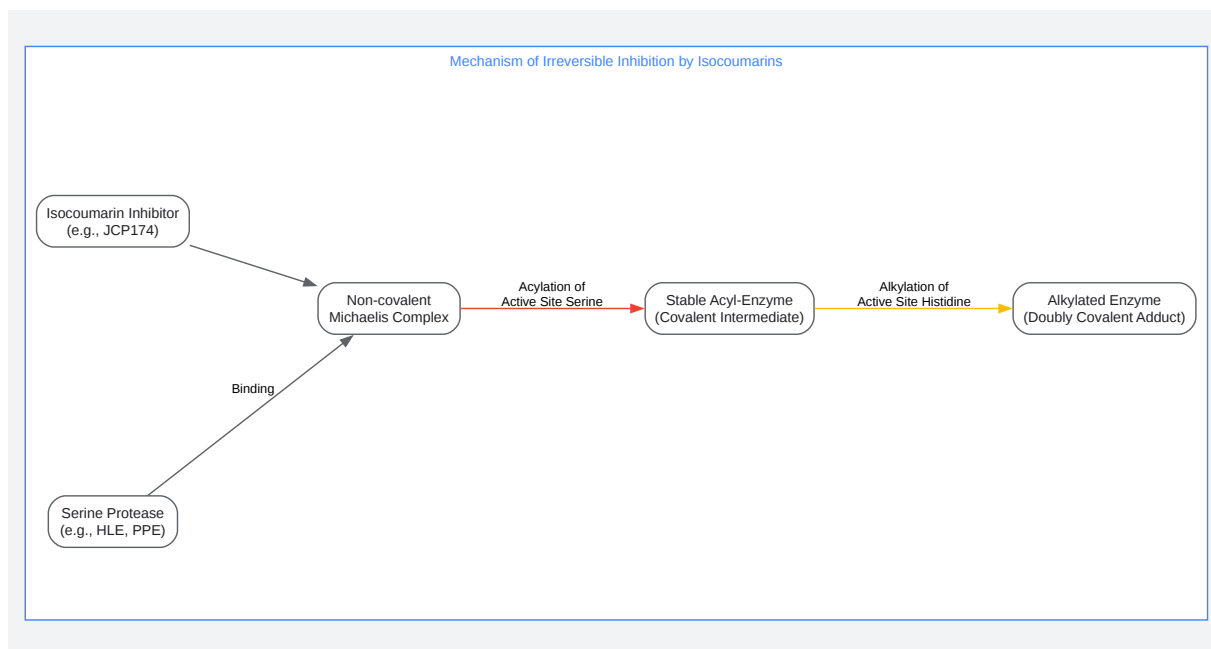 Mechanism of Irreversible Inhibition by Isocoumarins
Isocoumarin Inhibitor
(e.g., JCP174)
Non-covalent
Michaelis Complex
Acylation of
Active Site Serine
Stable Acyl-Enzyme
(Covalent Intermediate)
Alkylation of
Active Site Histidine
Alkylated Enzyme
(Doubly Covalent Adduct)
Binding
Serine Protease
(e.g., HLE, PPE)